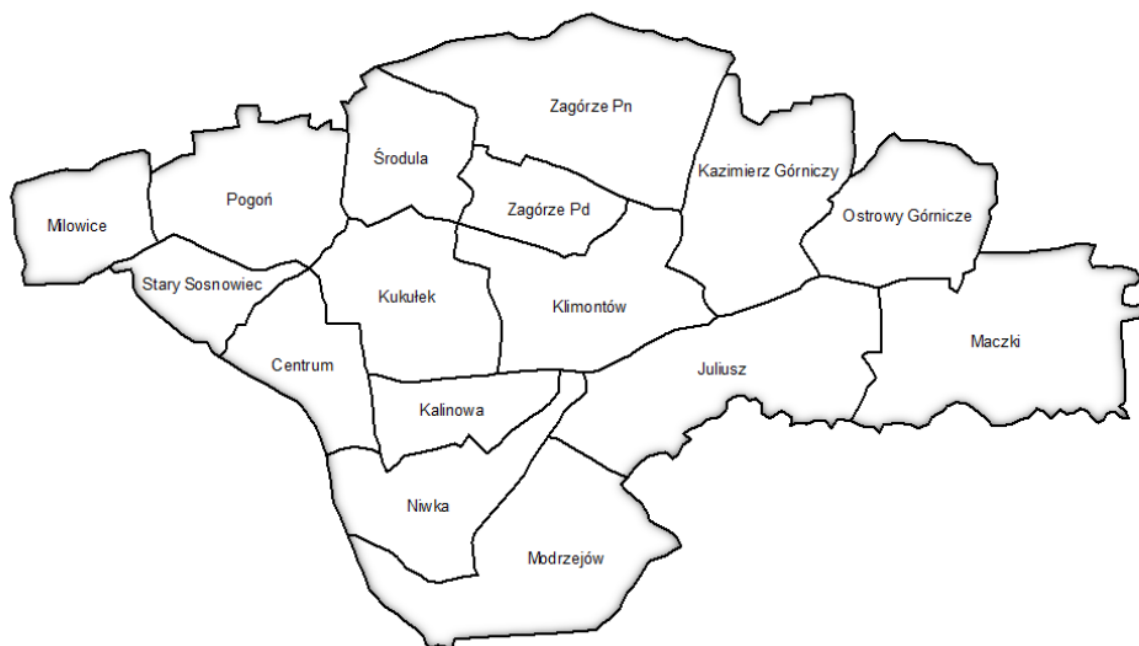 Zagórze Pn
Środula
Kazimierz Górniczy
Pogoń
Zagórze Pd
Ostrowy Górnicze
Milowice
Stary Sosnowiec
Kukułek
Klimontów
Maczki
Centrum
Juliusz
Kalinowa
Niwka
Modrzejów